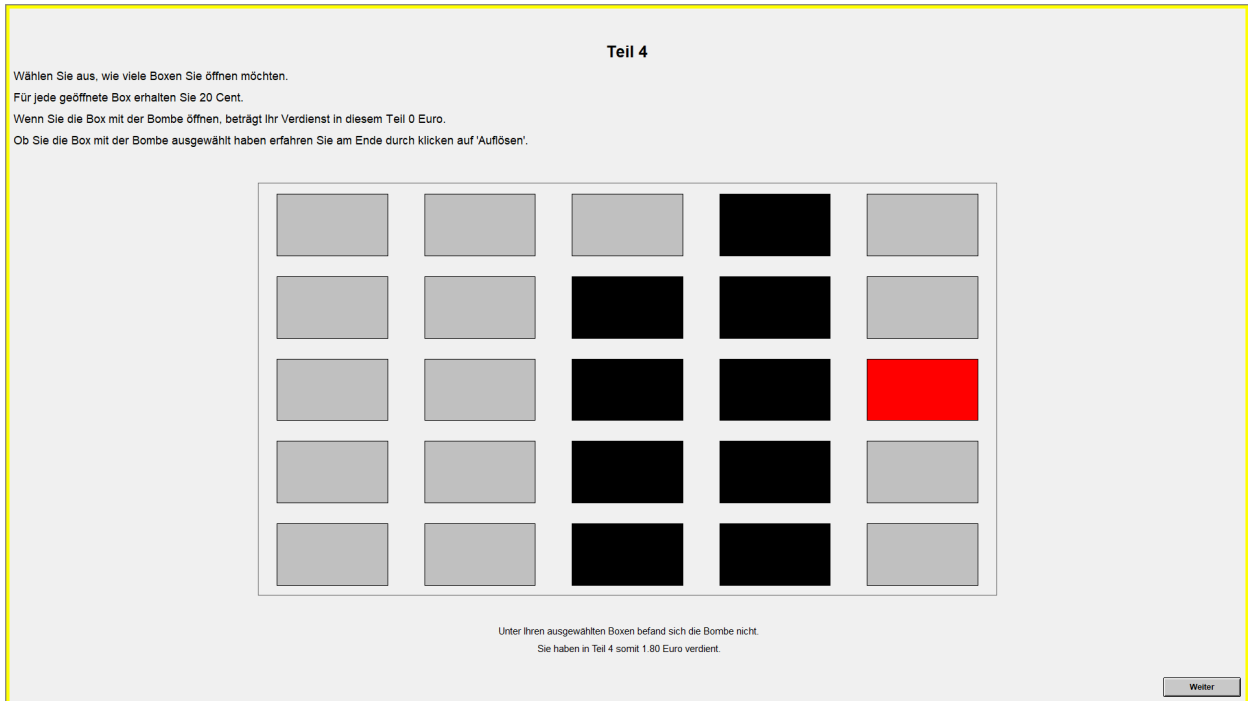 Teil 4
Wählen Sie aus, wie viele Boxen Sie öffnen möchten.
Für jede geöffnete Box erhalten Sie 20 Cent.
Wenn Sie die Box mit der Bombe öffnen, beträgt Ihr Verdienst in diesem Teil 0 Euro.
Ob Sie die Box mit der Bombe ausgewählt haben erfahren Sie am Ende durch klicken auf 'Auflösen'.
Unter Ihren ausgewählten Boxen befand sich die Bombe nicht.
Sie haben in Teil 4 somit 1.80 Euro verdient.
Weiter